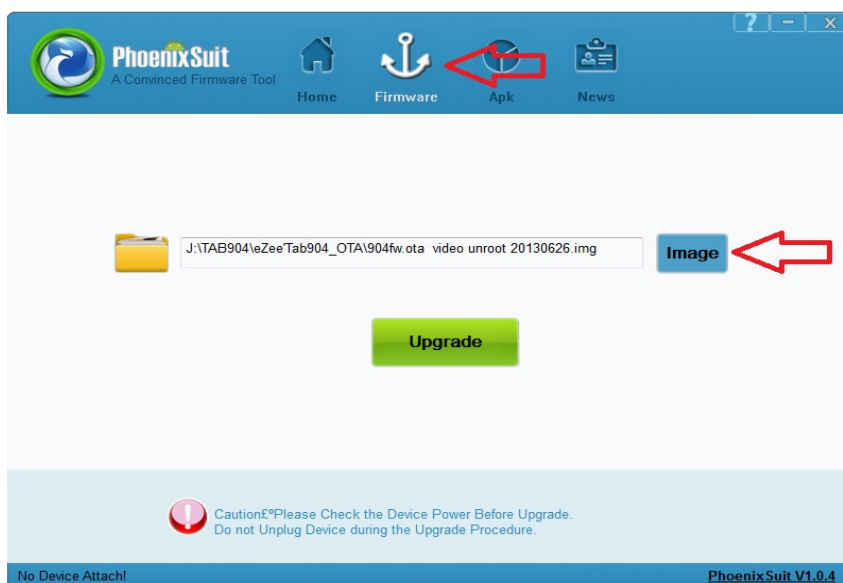 ? - x
PhoenixSuit
A Convinced Firmware Tool
Home Firmware Apk News
J:\TAB904\eZee'Tab904_OTA\904fw.ota video unroot 20130626.img
Image
Upgrade
Caution£ºPlease Check the Device Power Before Upgrade.
Do not Unplug Device during the Upgrade Procedure.
No Device Attach! PhoenixSuit V1.0.4